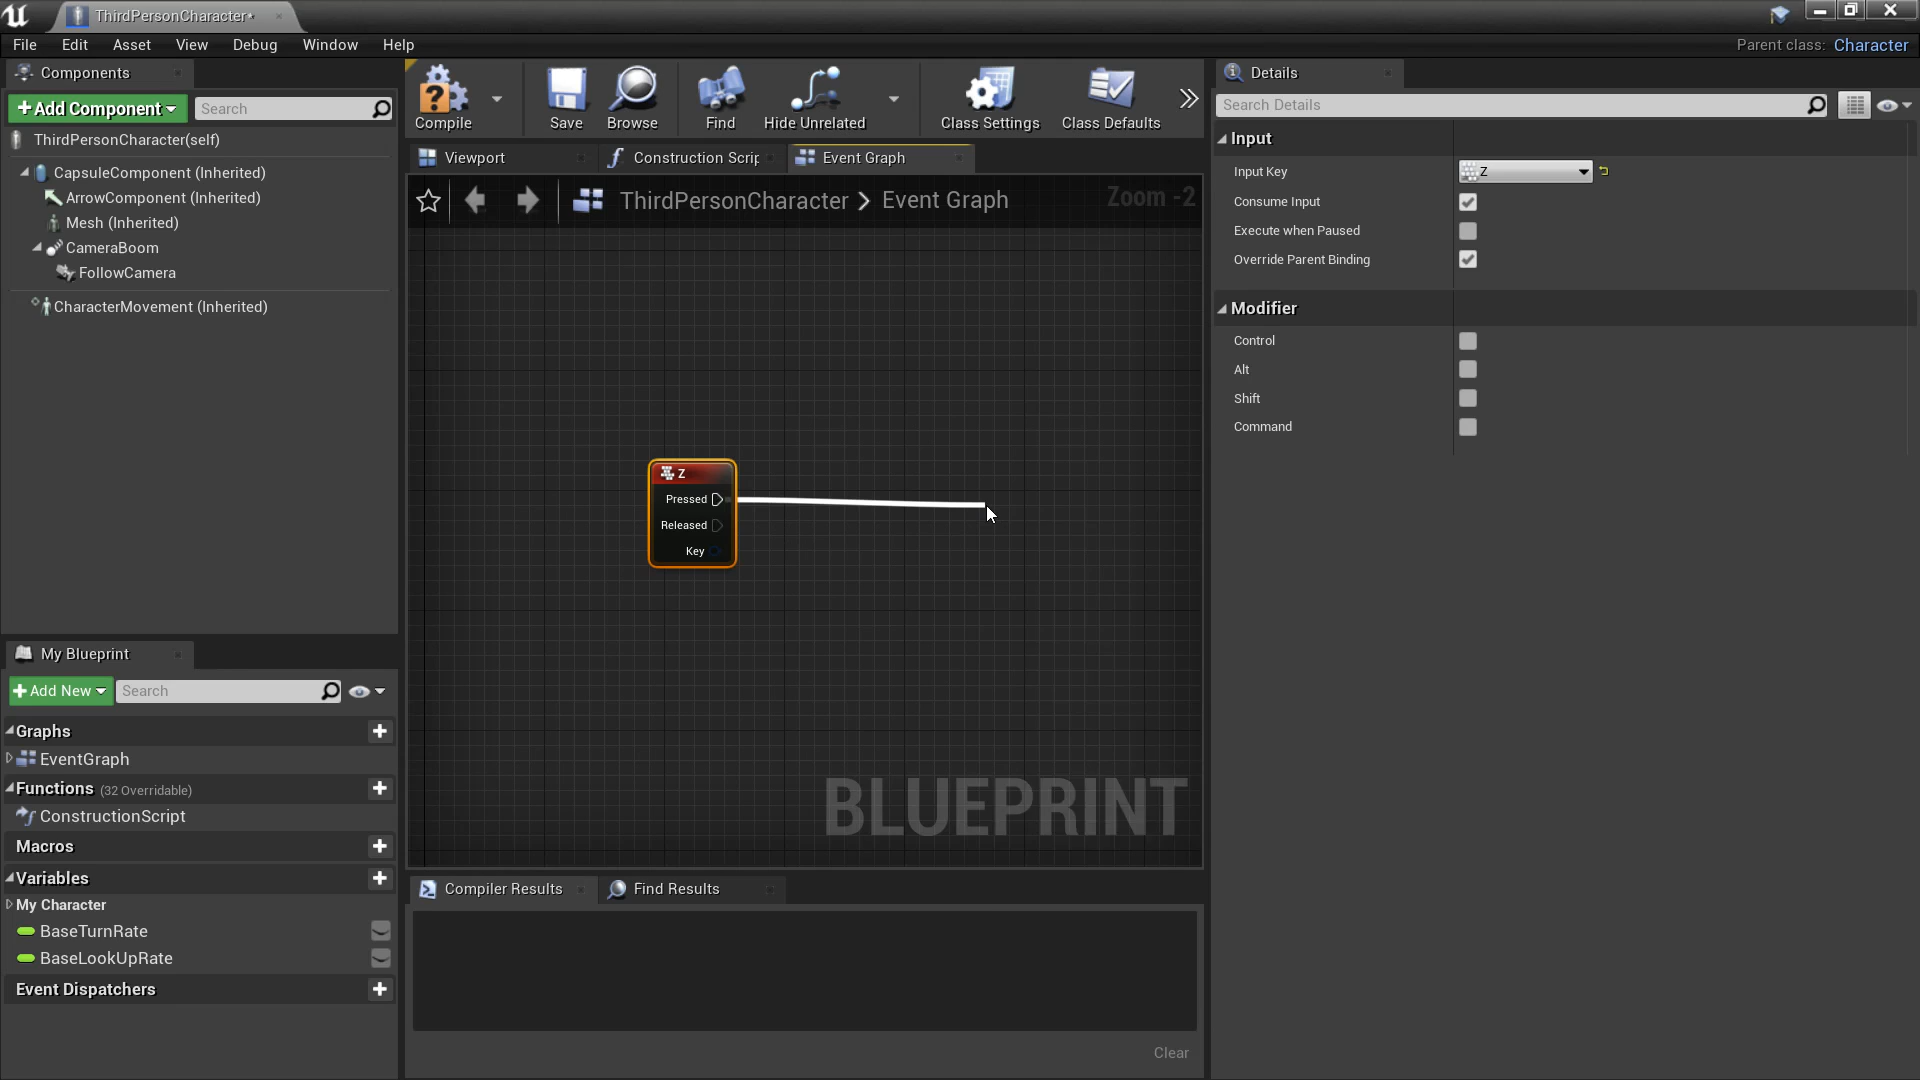 ThirdPersonCharacter*
File Edit Asset View Debug Window Help
Parent class: Character
Components
+Add Component
Search
ThirdPersonCharacter(self)
CapsuleComponent (Inherited)
ArrowComponent (Inherited)
Mesh (Inherited)
CameraBoom
FollowCamera
CharacterMovement (Inherited)
My Blueprint
+Add New
Search
Graphs
EventGraph
Functions (32 Overridable)
ConstructionScript
Macros
Variables
My Character
BaseTurnRate
BaseLookUpRate
Event Dispatchers
Compile
Save
Browse
Find
Hide Unrelated
Class Settings
Class Defaults
Viewport
Construction Scrip
Event Graph
ThirdPersonCharacter > Event Graph
Zoom -2
Z
Pressed
Released
Key
BLUEPRINT
Compiler Results
Find Results
Clear
Details
Search Details
Input
Input Key
Z
Consume Input
Execute when Paused
Override Parent Binding
Modifier
Control
Alt
Shift
Command